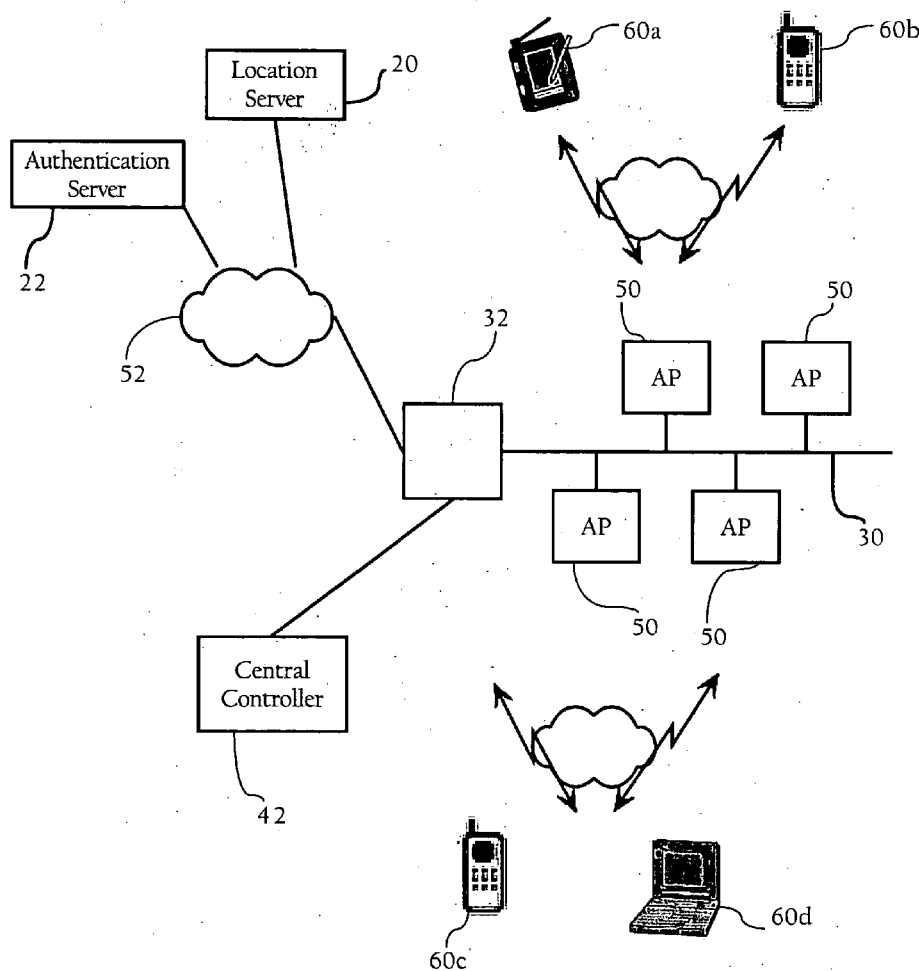 60a
60b
Location
Server
20
Authentication
Server
22
52
32
50
50
AP
AP
AP
AP
30
50
50
Central
Controller
42
60c
60d